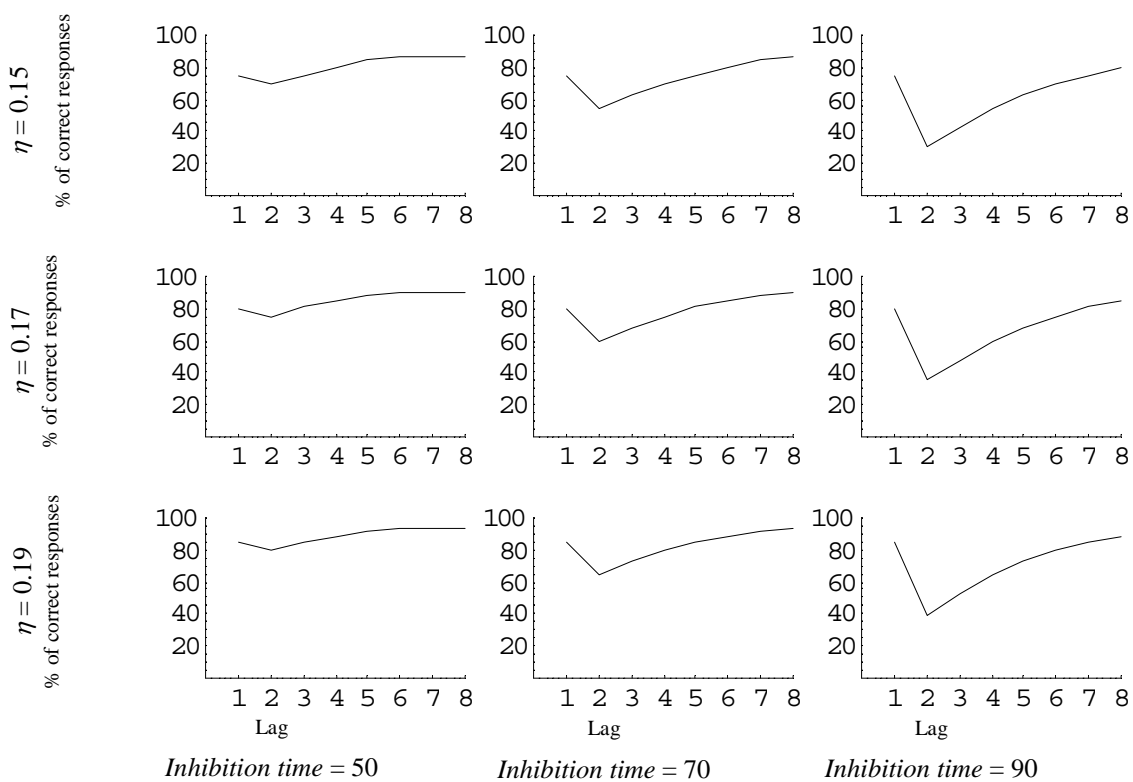 η = 0.15
% of correct responses
100
80
60
40
20
1 2 3 4 5 6 7 8
100
80
60
40
20
1 2 3 4 5 6 7 8
100
80
60
40
20
1 2 3 4 5 6 7 8
η = 0.17
% of correct responses
100
80
60
40
20
1 2 3 4 5 6 7 8
100
80
60
40
20
1 2 3 4 5 6 7 8
100
80
60
40
20
1 2 3 4 5 6 7 8
η = 0.19
% of correct responses
100
80
60
40
20
1 2 3 4 5 6 7 8
Lag
100
80
60
40
20
1 2 3 4 5 6 7 8
Lag
100
80
60
40
20
1 2 3 4 5 6 7 8
Lag
Inhibition time = 50
Inhibition time = 70
Inhibition time = 90